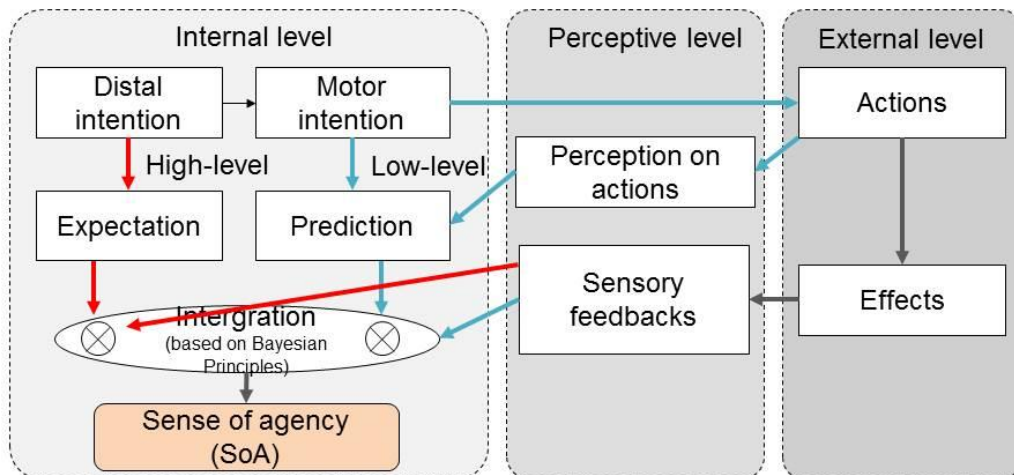 Internal level
Distal
intention
Motor
intention
High-level
Low-level
Expectation
Prediction
Intergration
(based on Bayesian
Principles)
Sense of agency
(SoA)
Perceptive level
Perception on
actions
Sensory
feedbacks
External level
Actions
Effects